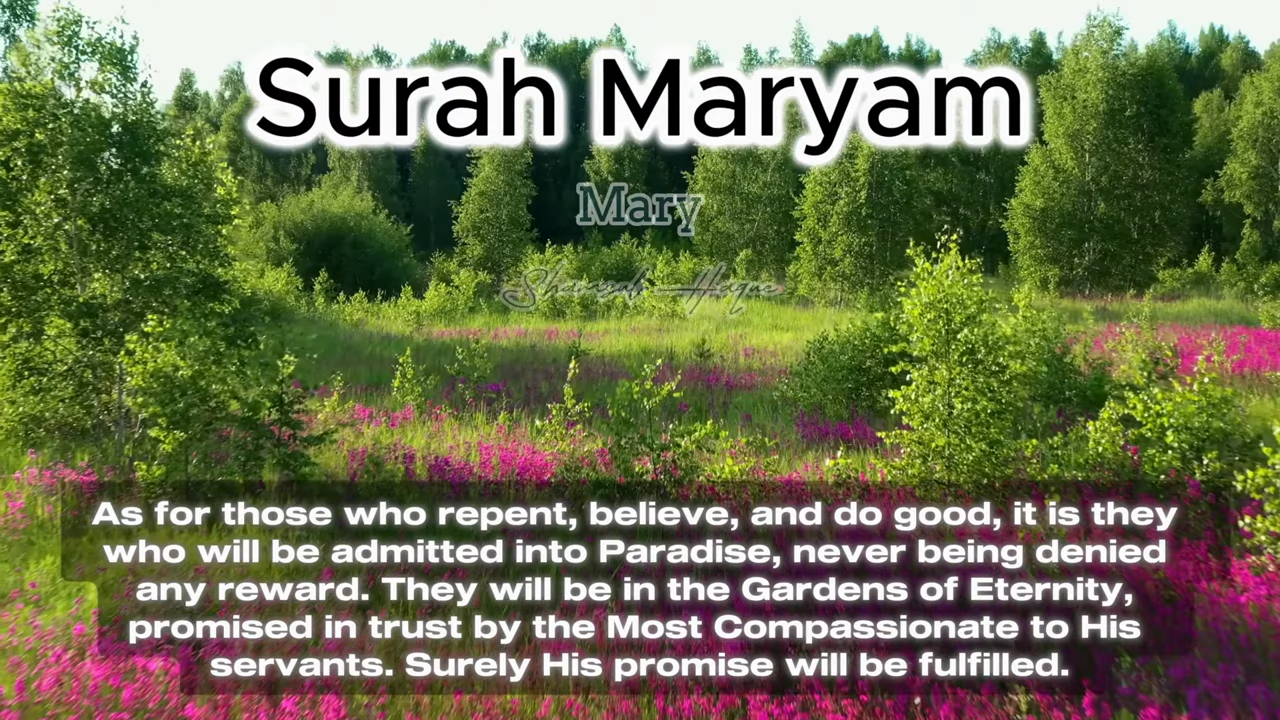 Surah Maryam
Mary
As for those who repent, believe, and do good, it is they
who will be admitted into Paradise, never being denied
any reward. They will be in the Gardens of Eternity,
promised in trust by the Most Compassionate to His
servants. Surely His promise will be fulfilled.